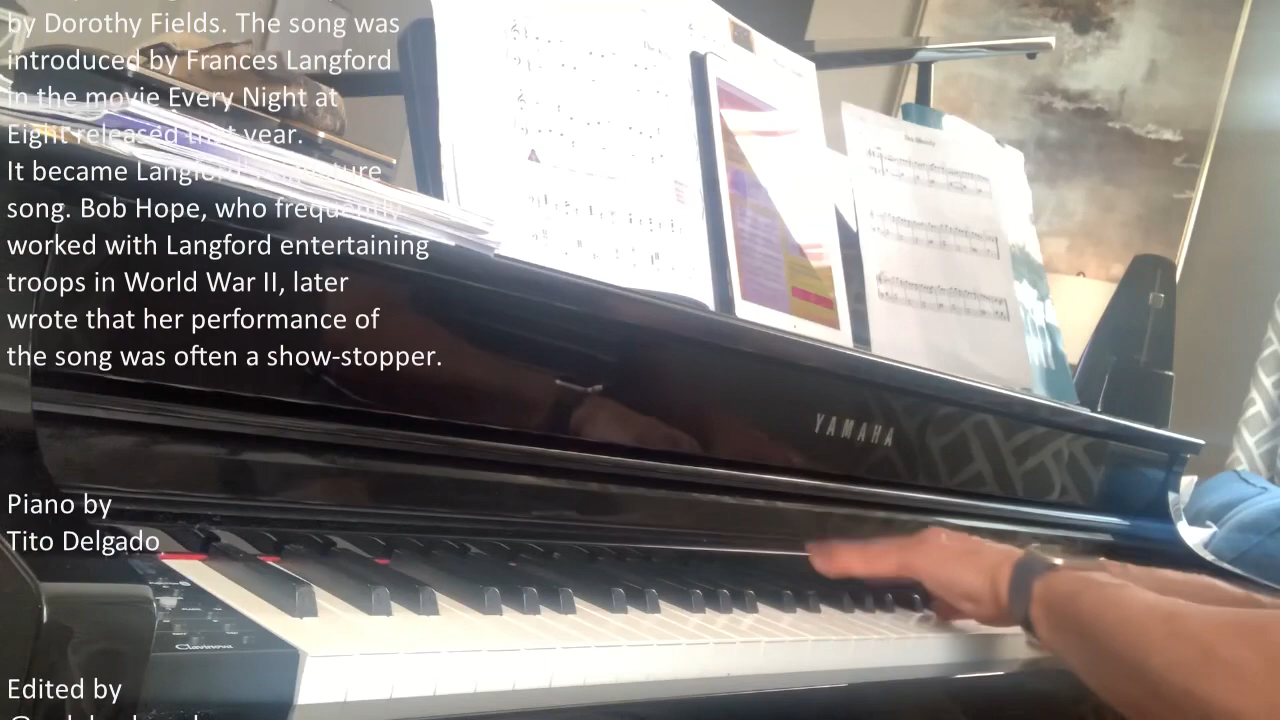 by Dorothy Fields. The song was
introduced by Frances Langford
in the movie Every Night at
Eight released that year.
It became Langford's signature
song. Bob Hope, who frequently
worked with Langford entertaining
troops in World War II, later
wrote that her performance of
the song was often a show-stopper.
YAMAHA
Piano by
Tito Delgado
Clavinova
Edited by